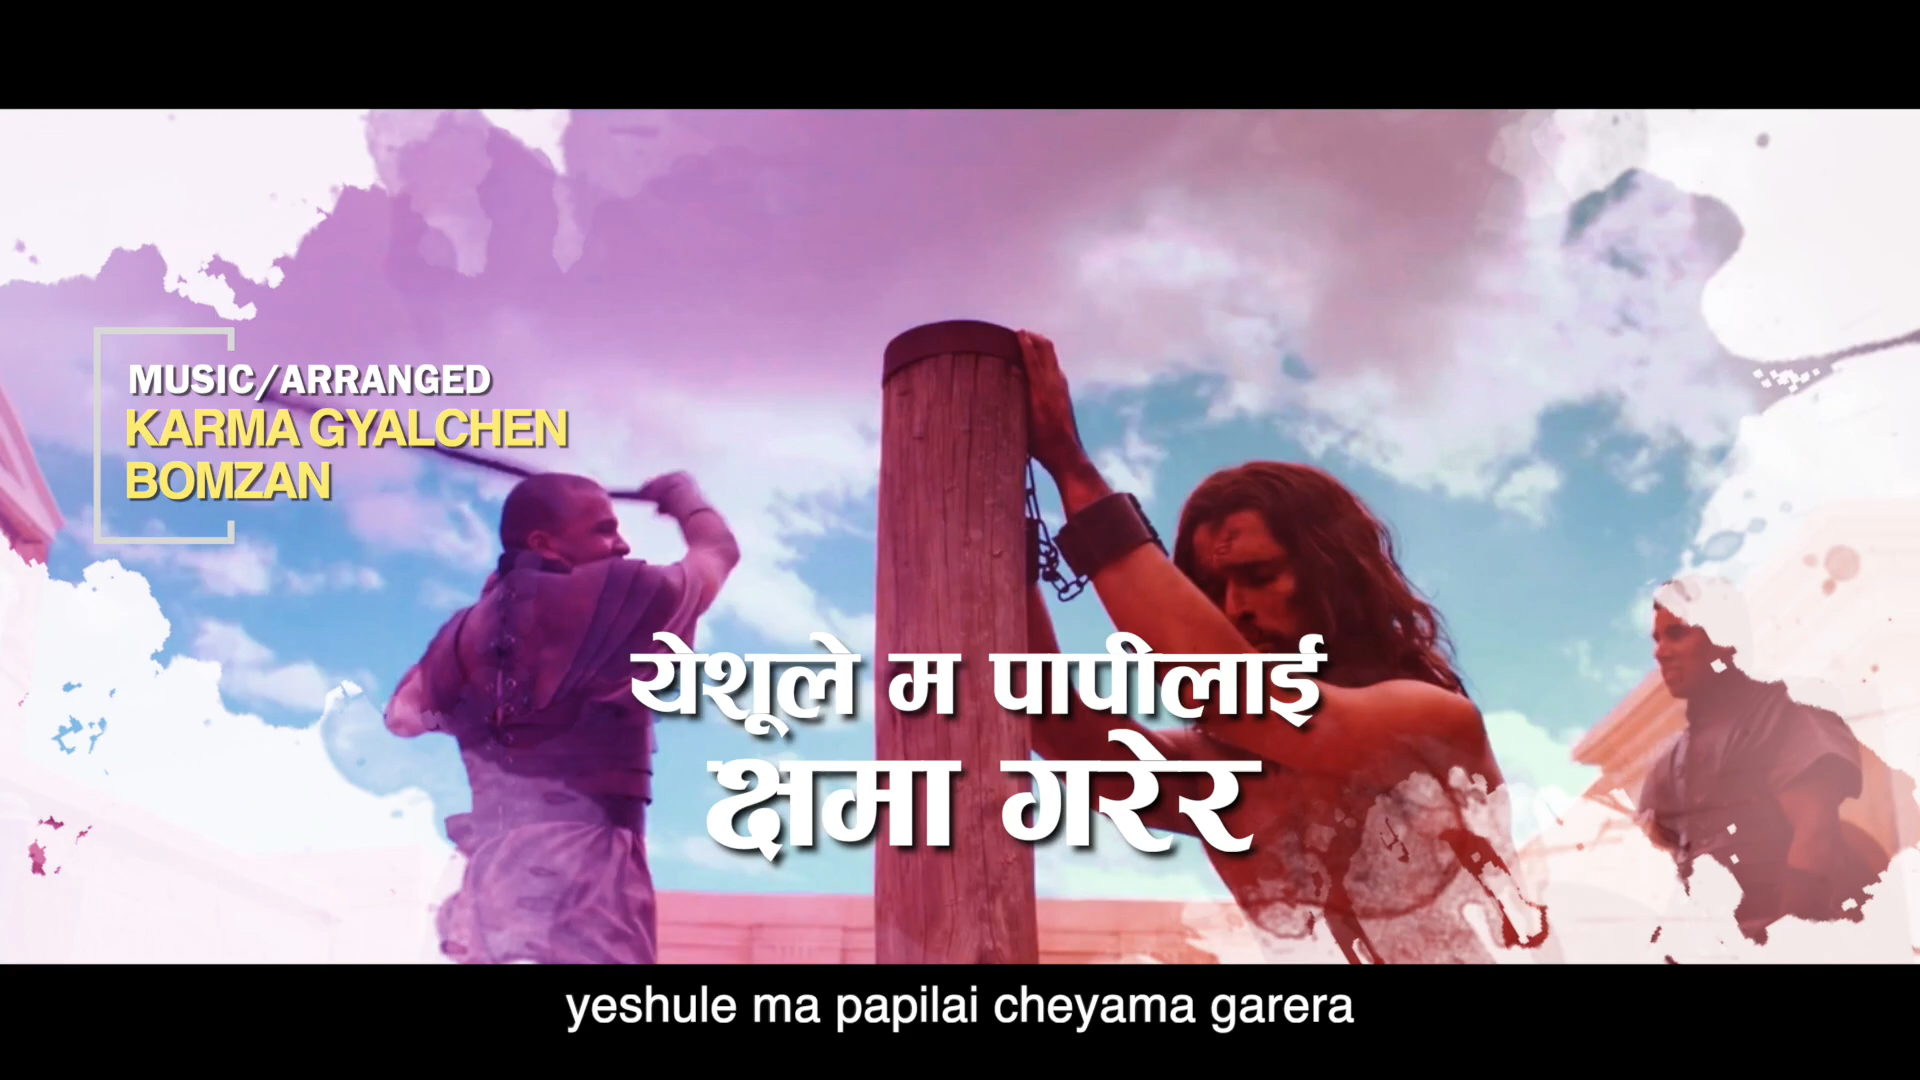 MUSIC/ARRANGED
KARMA GYALCHEN
BOMZAN
येशूले म पापीलाई
क्षमा गरेर
yeshule ma papilai cheyama garera